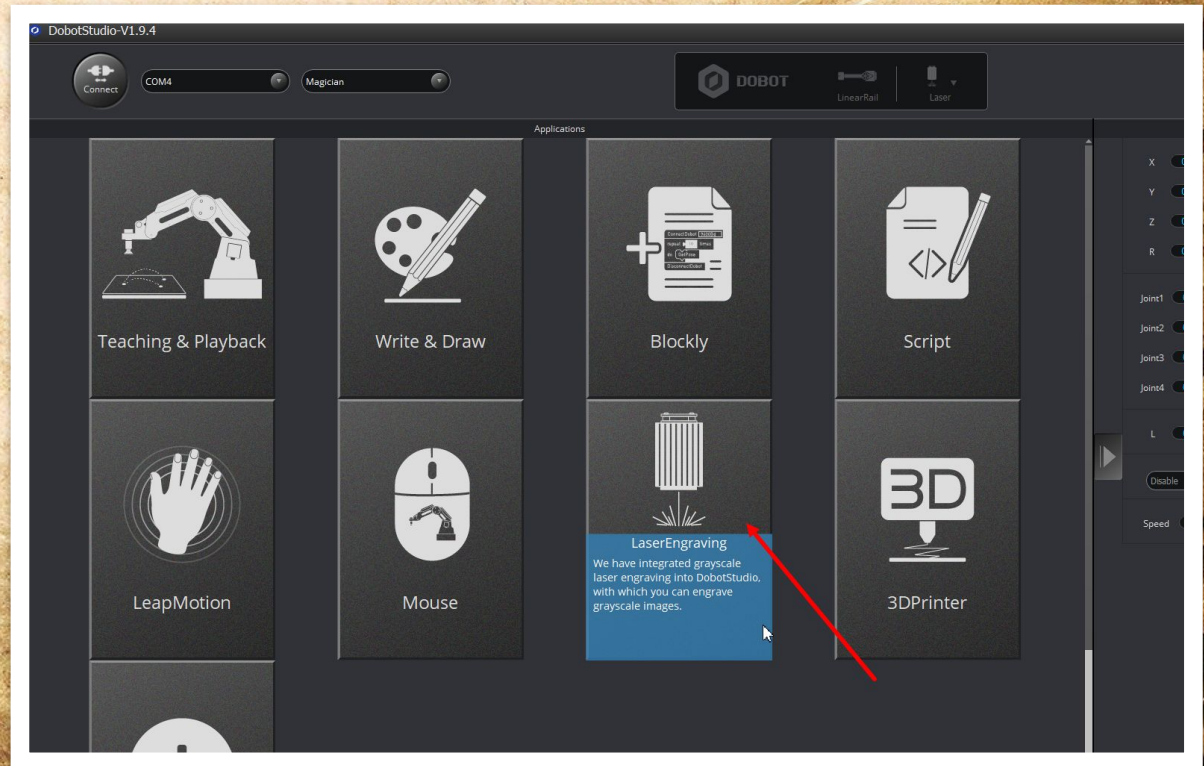 DobotStudio-V1.9.4
Connect
COM4
Magician
DOBOT
LinearRail
Laser
Applications
X
Y
Z
R
Joint1
Joint2
Joint3
Joint4
L
Disable
Speed
Teaching & Playback
Write & Draw
Blockly
Script
LeapMotion
Mouse
LaserEngraving
We have integrated grayscale
laser engraving into DobotStudio,
with which you can engrave
grayscale images.
3D
3DPrinter